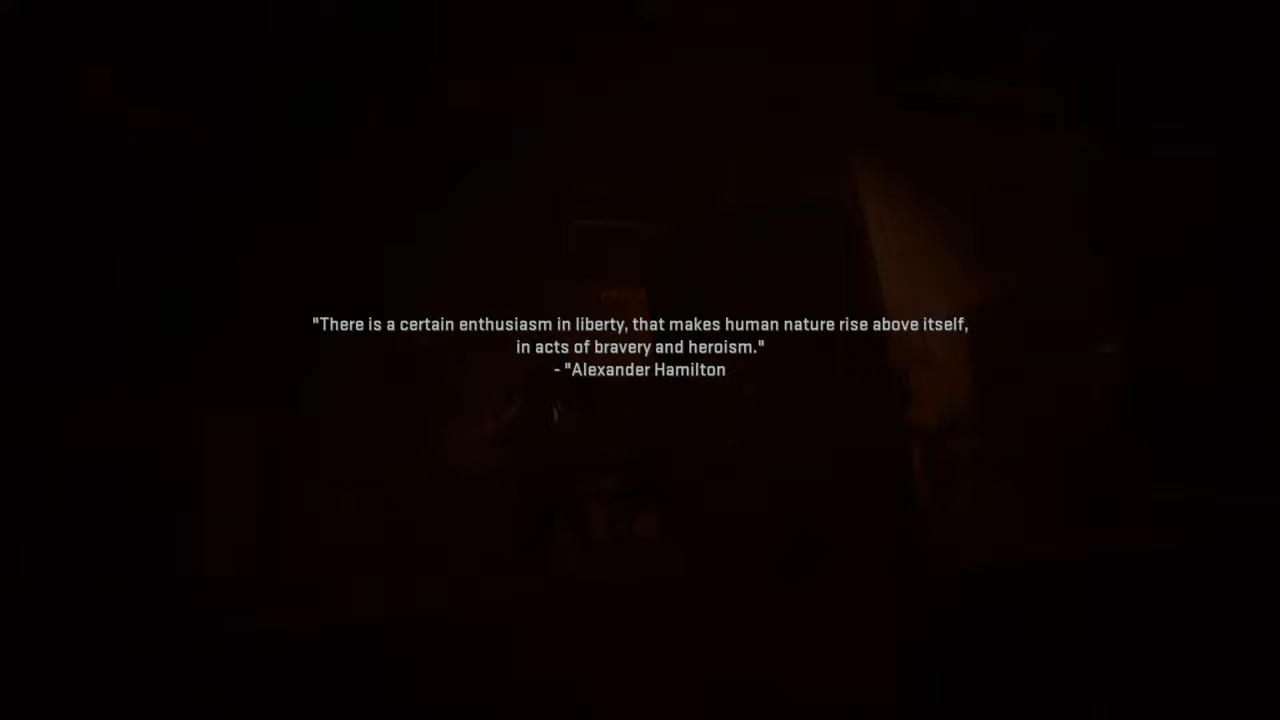 "There is a certain enthusiasm in liberty, that makes human nature rise above itself,
in acts of bravery and heroism."
- "Alexander Hamilton